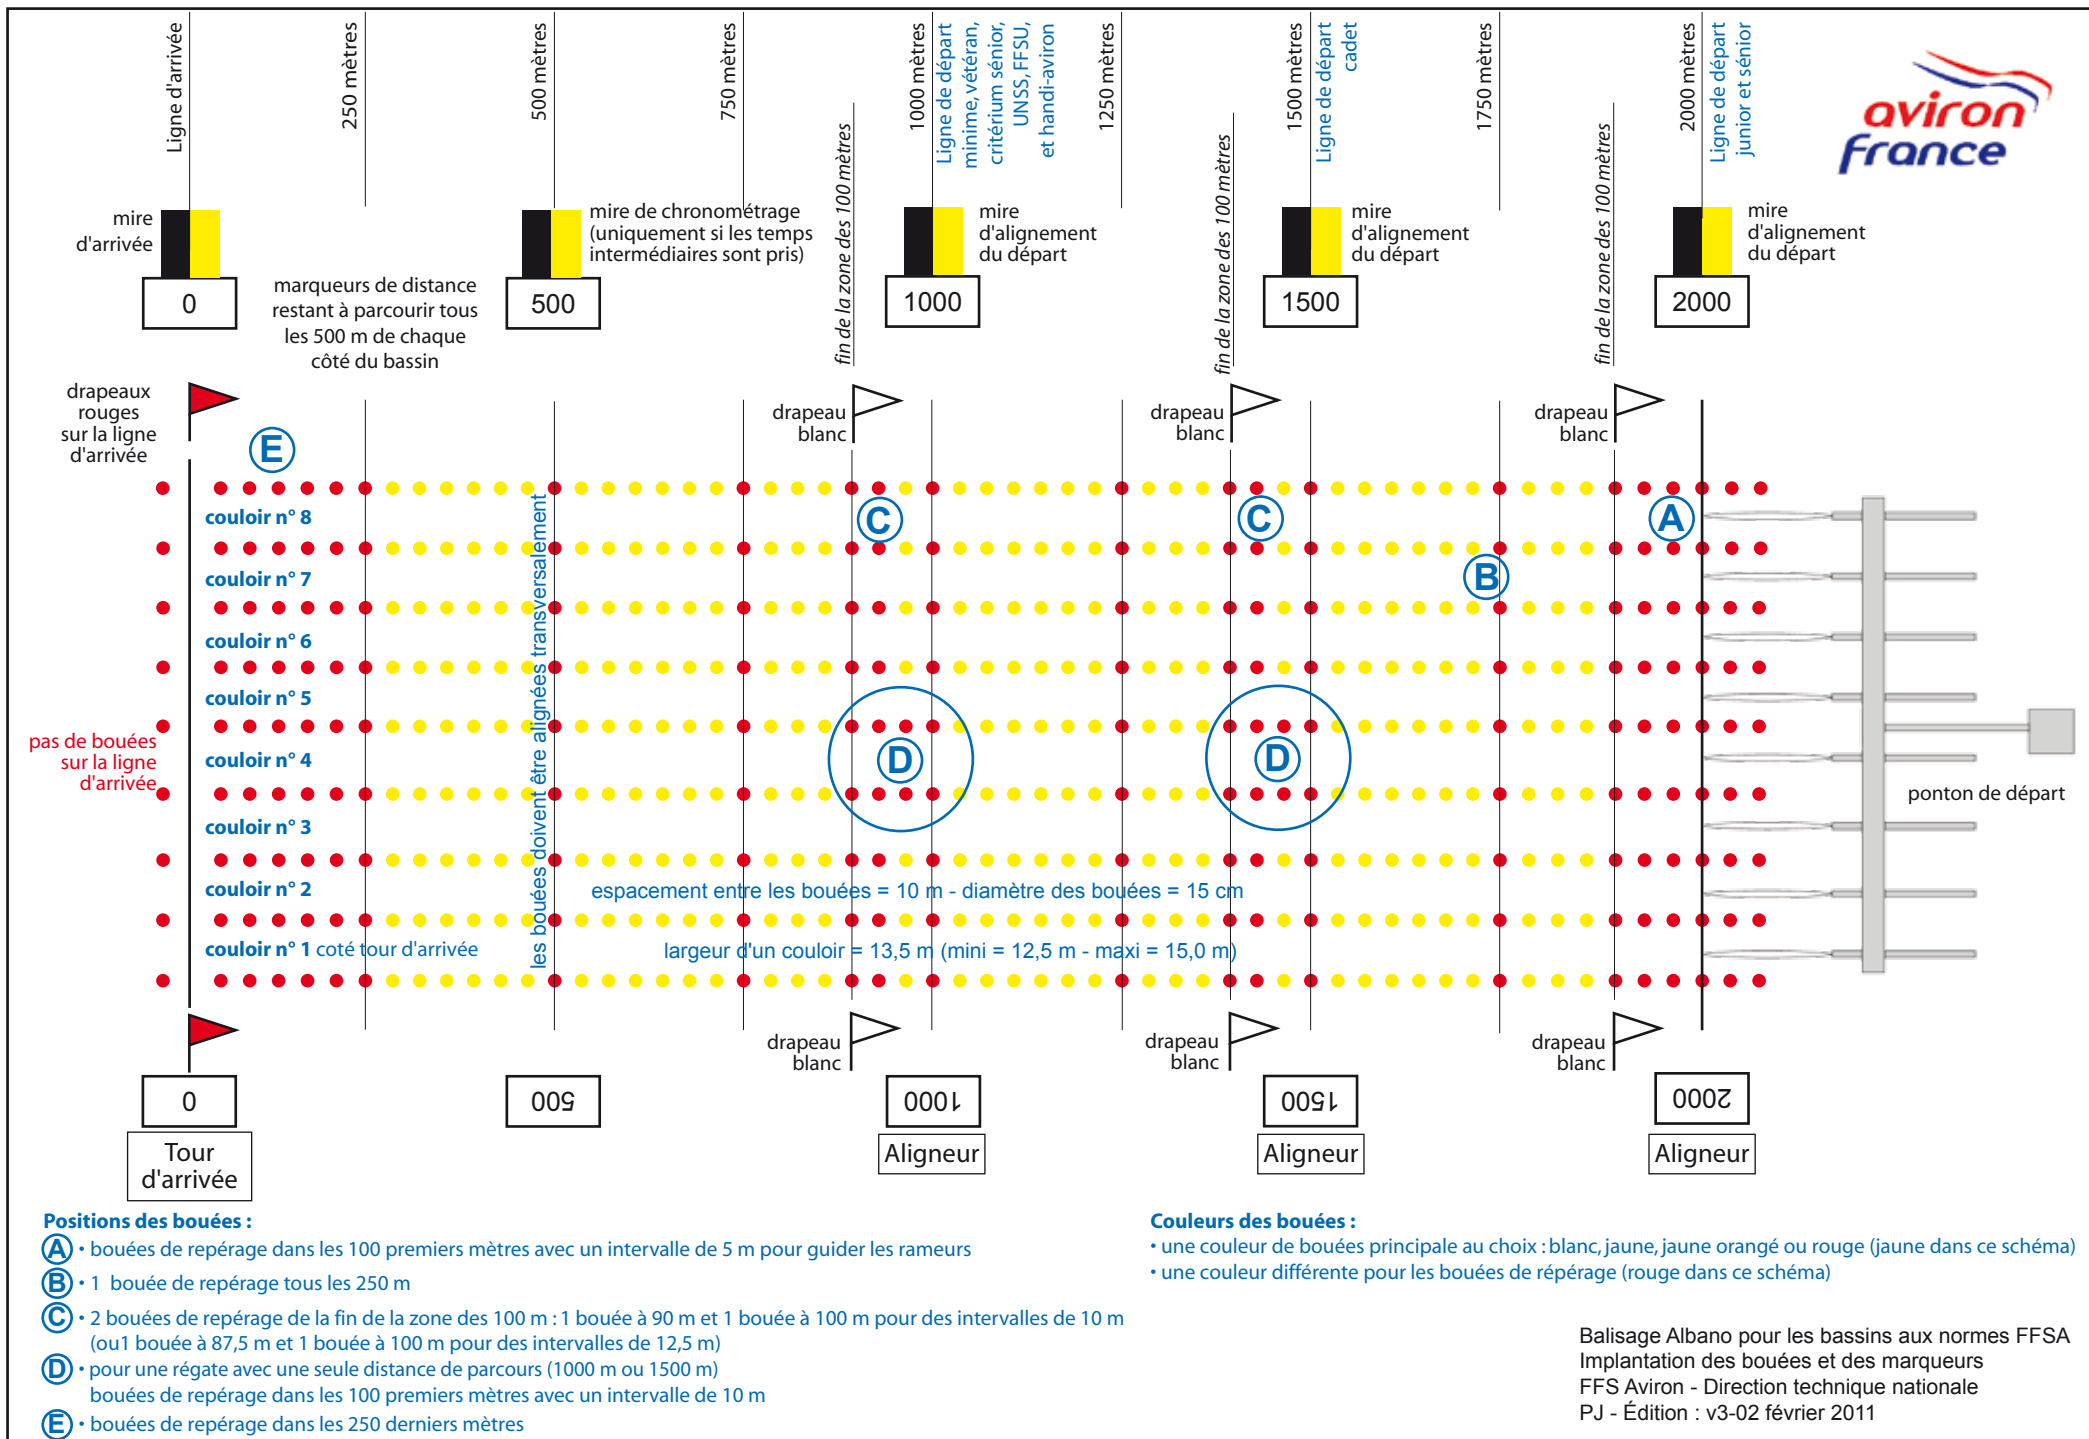 Ligne d'arrivée
250 mètres
500 mètres
750 mètres
fin de la zone des 100 mètres
1000 mètres
Ligne de départ
minime, vétéran,
critérium sénior,
UNSS, FFSU,
et handi-aviron
1250 mètres
fin de la zone des 100 mètres
1500 mètres
Ligne de départ
cadet
1750 mètres
fin de la zone des 100 mètres
2000 mètres
Ligne de départ
junior et sénior
aviron
france
mire
d'arrivée
mire de chronométrage
(uniquement si les temps
intermédiaires sont pris)
mire
d'alignement
du départ
mire
d'alignement
du départ
mire
d'alignement
du départ
0
500
1000
1500
2000
marqueurs de distance
restant à parcourir tous
les 500 m de chaque
côté du bassin
drapeaux
rouges
sur la ligne
d'arrivée
drapeau
blanc
drapeau
blanc
drapeau
blanc
E
C
C
A
B
D
D
couloir n° 8
couloir n° 7
couloir n° 6
couloir n° 5
couloir n° 4
couloir n° 3
couloir n° 2
couloir n° 1 coté tour d'arrivée
pas de bouées
sur la ligne
d'arrivée
les bouées doivent être alignées transversalement
espacement entre les bouées = 10 m - diamètre des bouées = 15 cm
largeur d'un couloir = 13,5 m (mini = 12,5 m - maxi = 15,0 m)
ponton de départ
drapeau
blanc
drapeau
blanc
drapeau
blanc
0
500
1000
1500
2000
Tour
d'arrivée
Aligneur
Aligneur
Aligneur
Positions des bouées :
A • bouées de repérage dans les 100 premiers mètres avec un intervalle de 5 m pour guider les rameurs
B • 1 bouée de repérage tous les 250 m
C • 2 bouées de repérage de la fin de la zone des 100 m : 1 bouée à 90 m et 1 bouée à 100 m pour des intervalles de 10 m
(ou1 bouée à 87,5 m et 1 bouée à 100 m pour des intervalles de 12,5 m)
D • pour une régate avec une seule distance de parcours (1000 m ou 1500 m)
bouées de repérage dans les 100 premiers mètres avec un intervalle de 10 m
E • bouées de repérage dans les 250 derniers mètres
Couleurs des bouées :
• une couleur de bouées principale au choix : blanc, jaune, jaune orangé ou rouge (jaune dans ce schéma)
• une couleur différente pour les bouées de répérage (rouge dans ce schéma)
Balisage Albano pour les bassins aux normes FFSA
Implantation des bouées et des marqueurs
FFS Aviron - Direction technique nationale
PJ - Édition : v3-02 février 2011